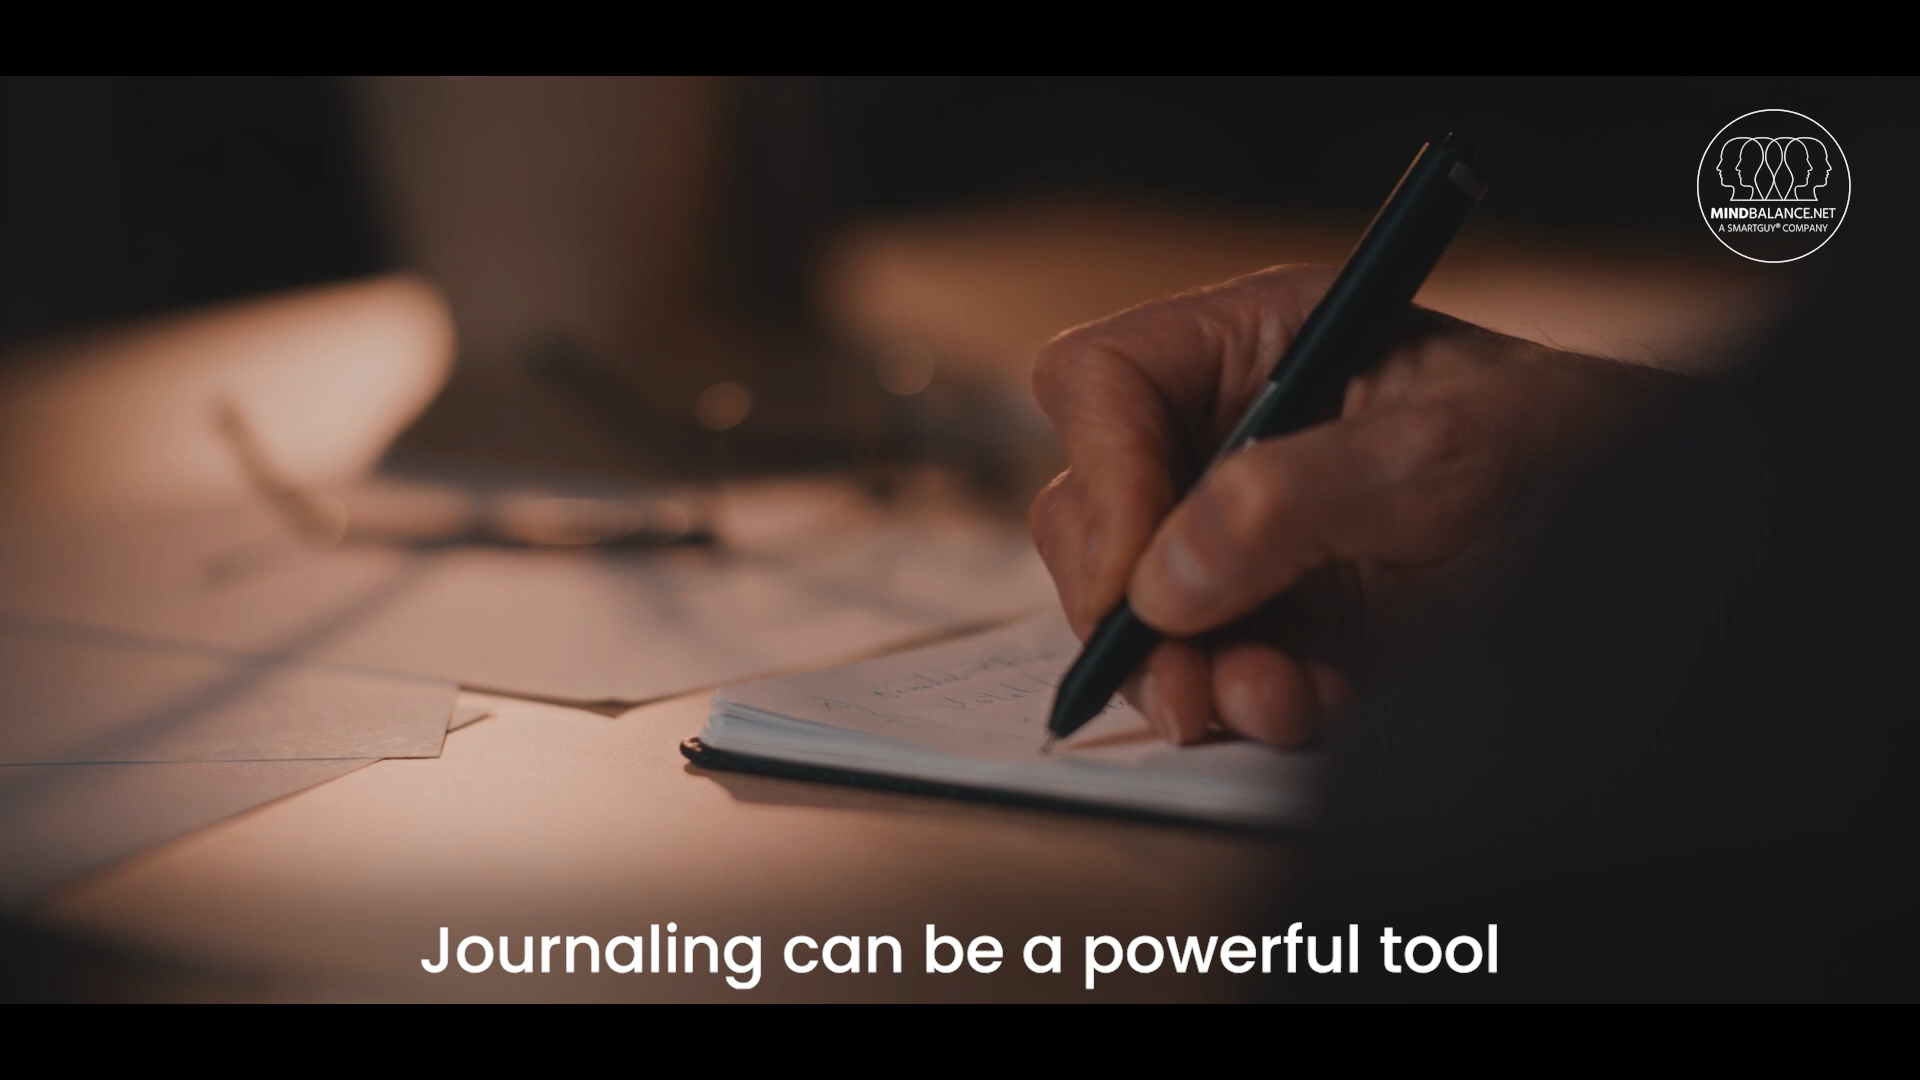 MINDBALANCE.NET
A SMARTGUY® COMPANY
Journaling can be a powerful tool